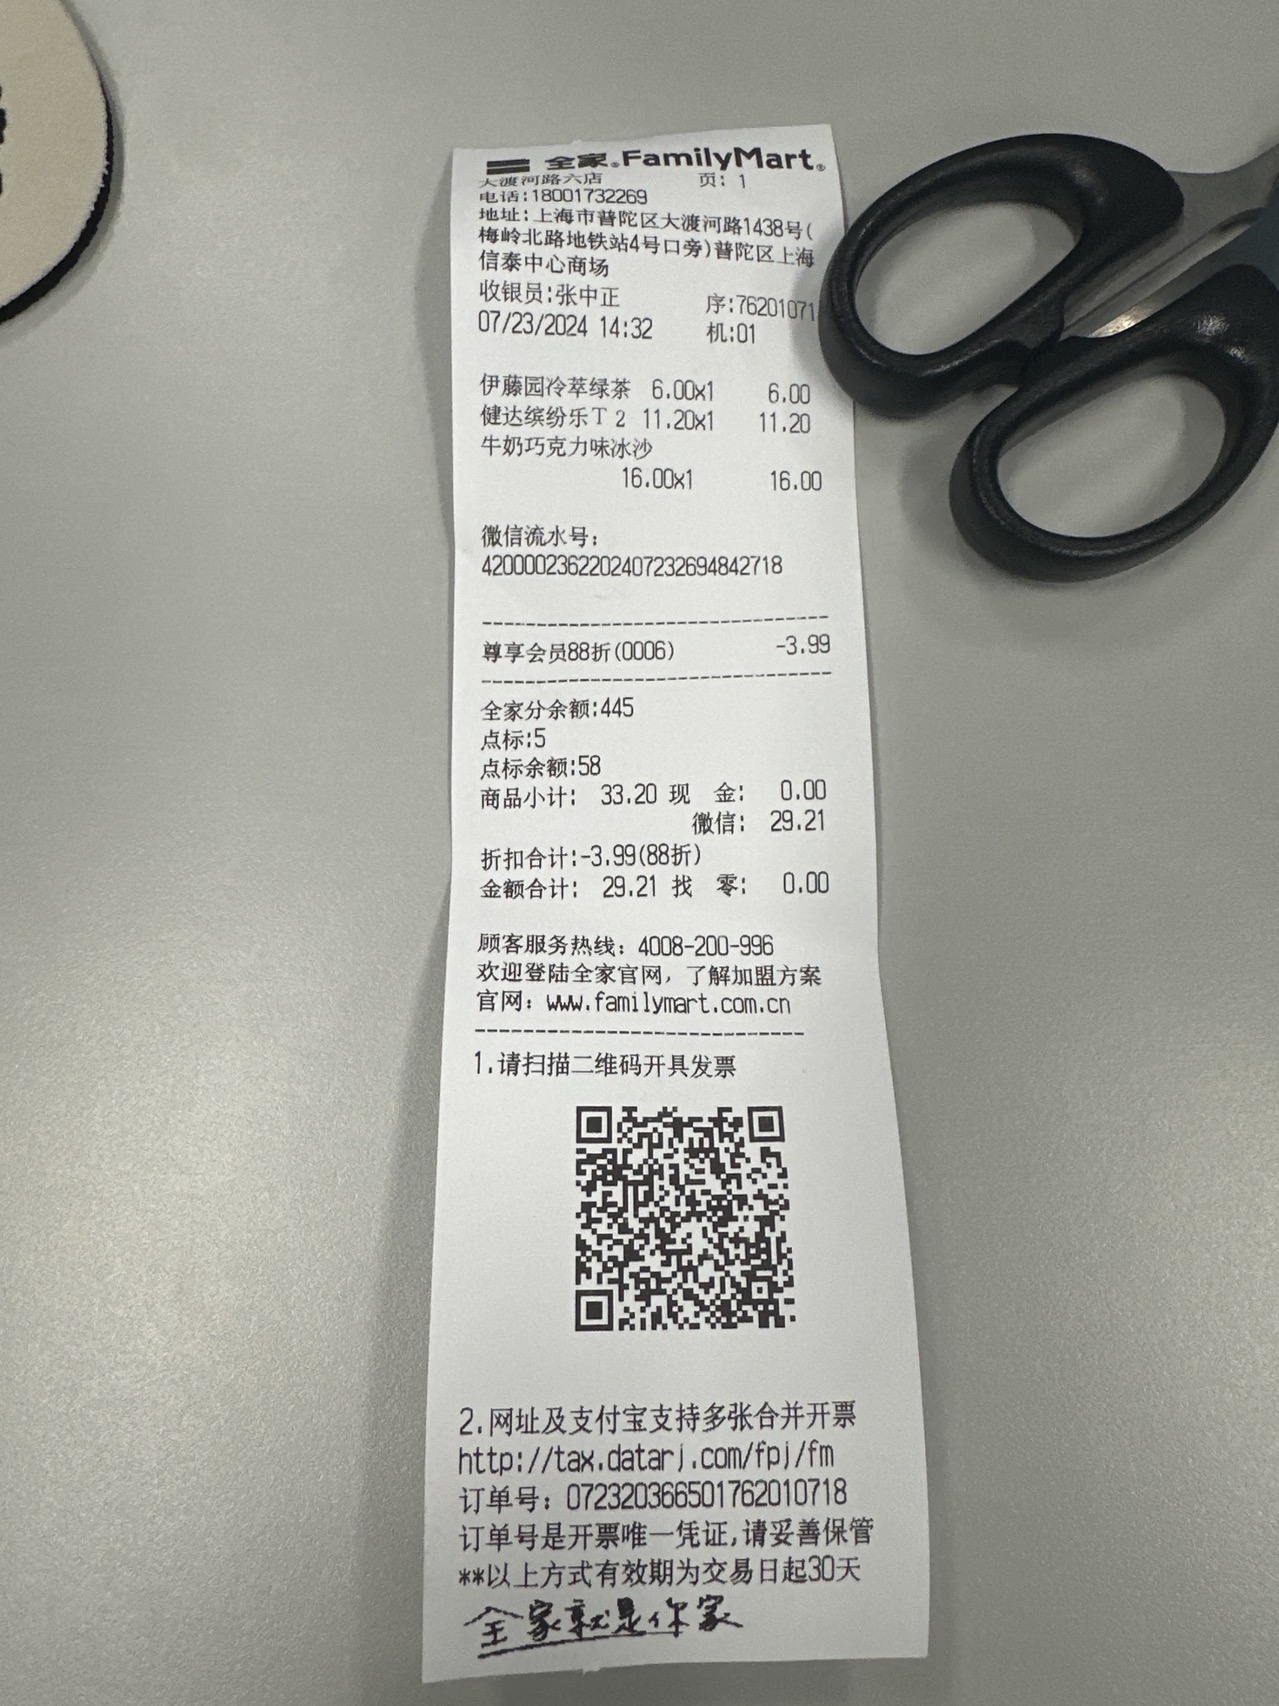 全家®FamilyMart®
大渡河路六店 页: 1
电话:18001732269
地址:上海市普陀区大渡河路1438号(
梅岭北路地铁站4号口旁)普陀区上海
信泰中心商场
收银员:张中正 序:76201071
07/23/2024 14:32 机:01
伊藤园冷萃绿茶 6.00x1 6.00
健达缤纷乐T 2 11.20x1 11.20
牛奶巧克力味冰沙
16.00x1 16.00
微信流水号:
4200002362202407232694842718
尊享会员88折(0006) -3.99
全家分余额:445
点标:5
点标余额:58
商品小计: 33.20 现 金: 0.00
微信: 29.21
折扣合计:-3.99(88折)
金额合计: 29.21 找 零: 0.00
顾客服务热线: 4008-200-996
欢迎登陆全家官网, 了解加盟方案
官网: www.familymart.com.cn
1.请扫描二维码开具发票
2.网址及支付宝支持多张合并开票
http://tax.datarj.com/fpj/fm
订单号: 072320366501762010718
订单号是开票唯一凭证,请妥善保管
**以上方式有效期为交易日起30天
全家就是你家